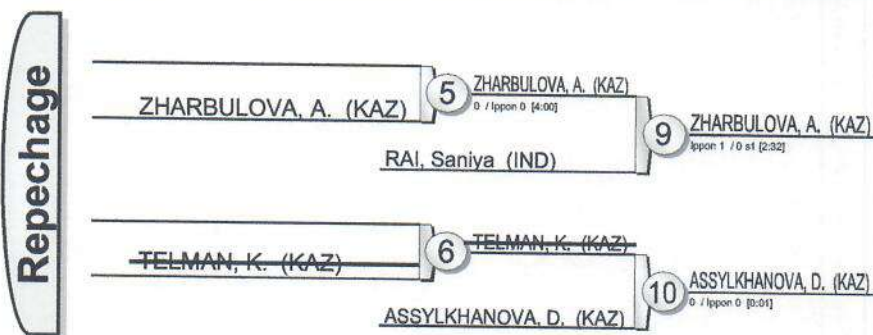 Repechage
ZHARBULOVA, A. (KAZ)
5
ZHARBULOVA, A. (KAZ)
0 / Ippon 0 [4:00]
RAI, Saniya (IND)
9
ZHARBULOVA, A. (KAZ)
Ippon 1 / 0 s1 [2:32]
TELMAN, K. (KAZ)
6
TELMAN, K. (KAZ)
ASSYLKHANOVA, D. (KAZ)
10
ASSYLKHANOVA, D. (KAZ)
0 / Ippon 0 [0:01]